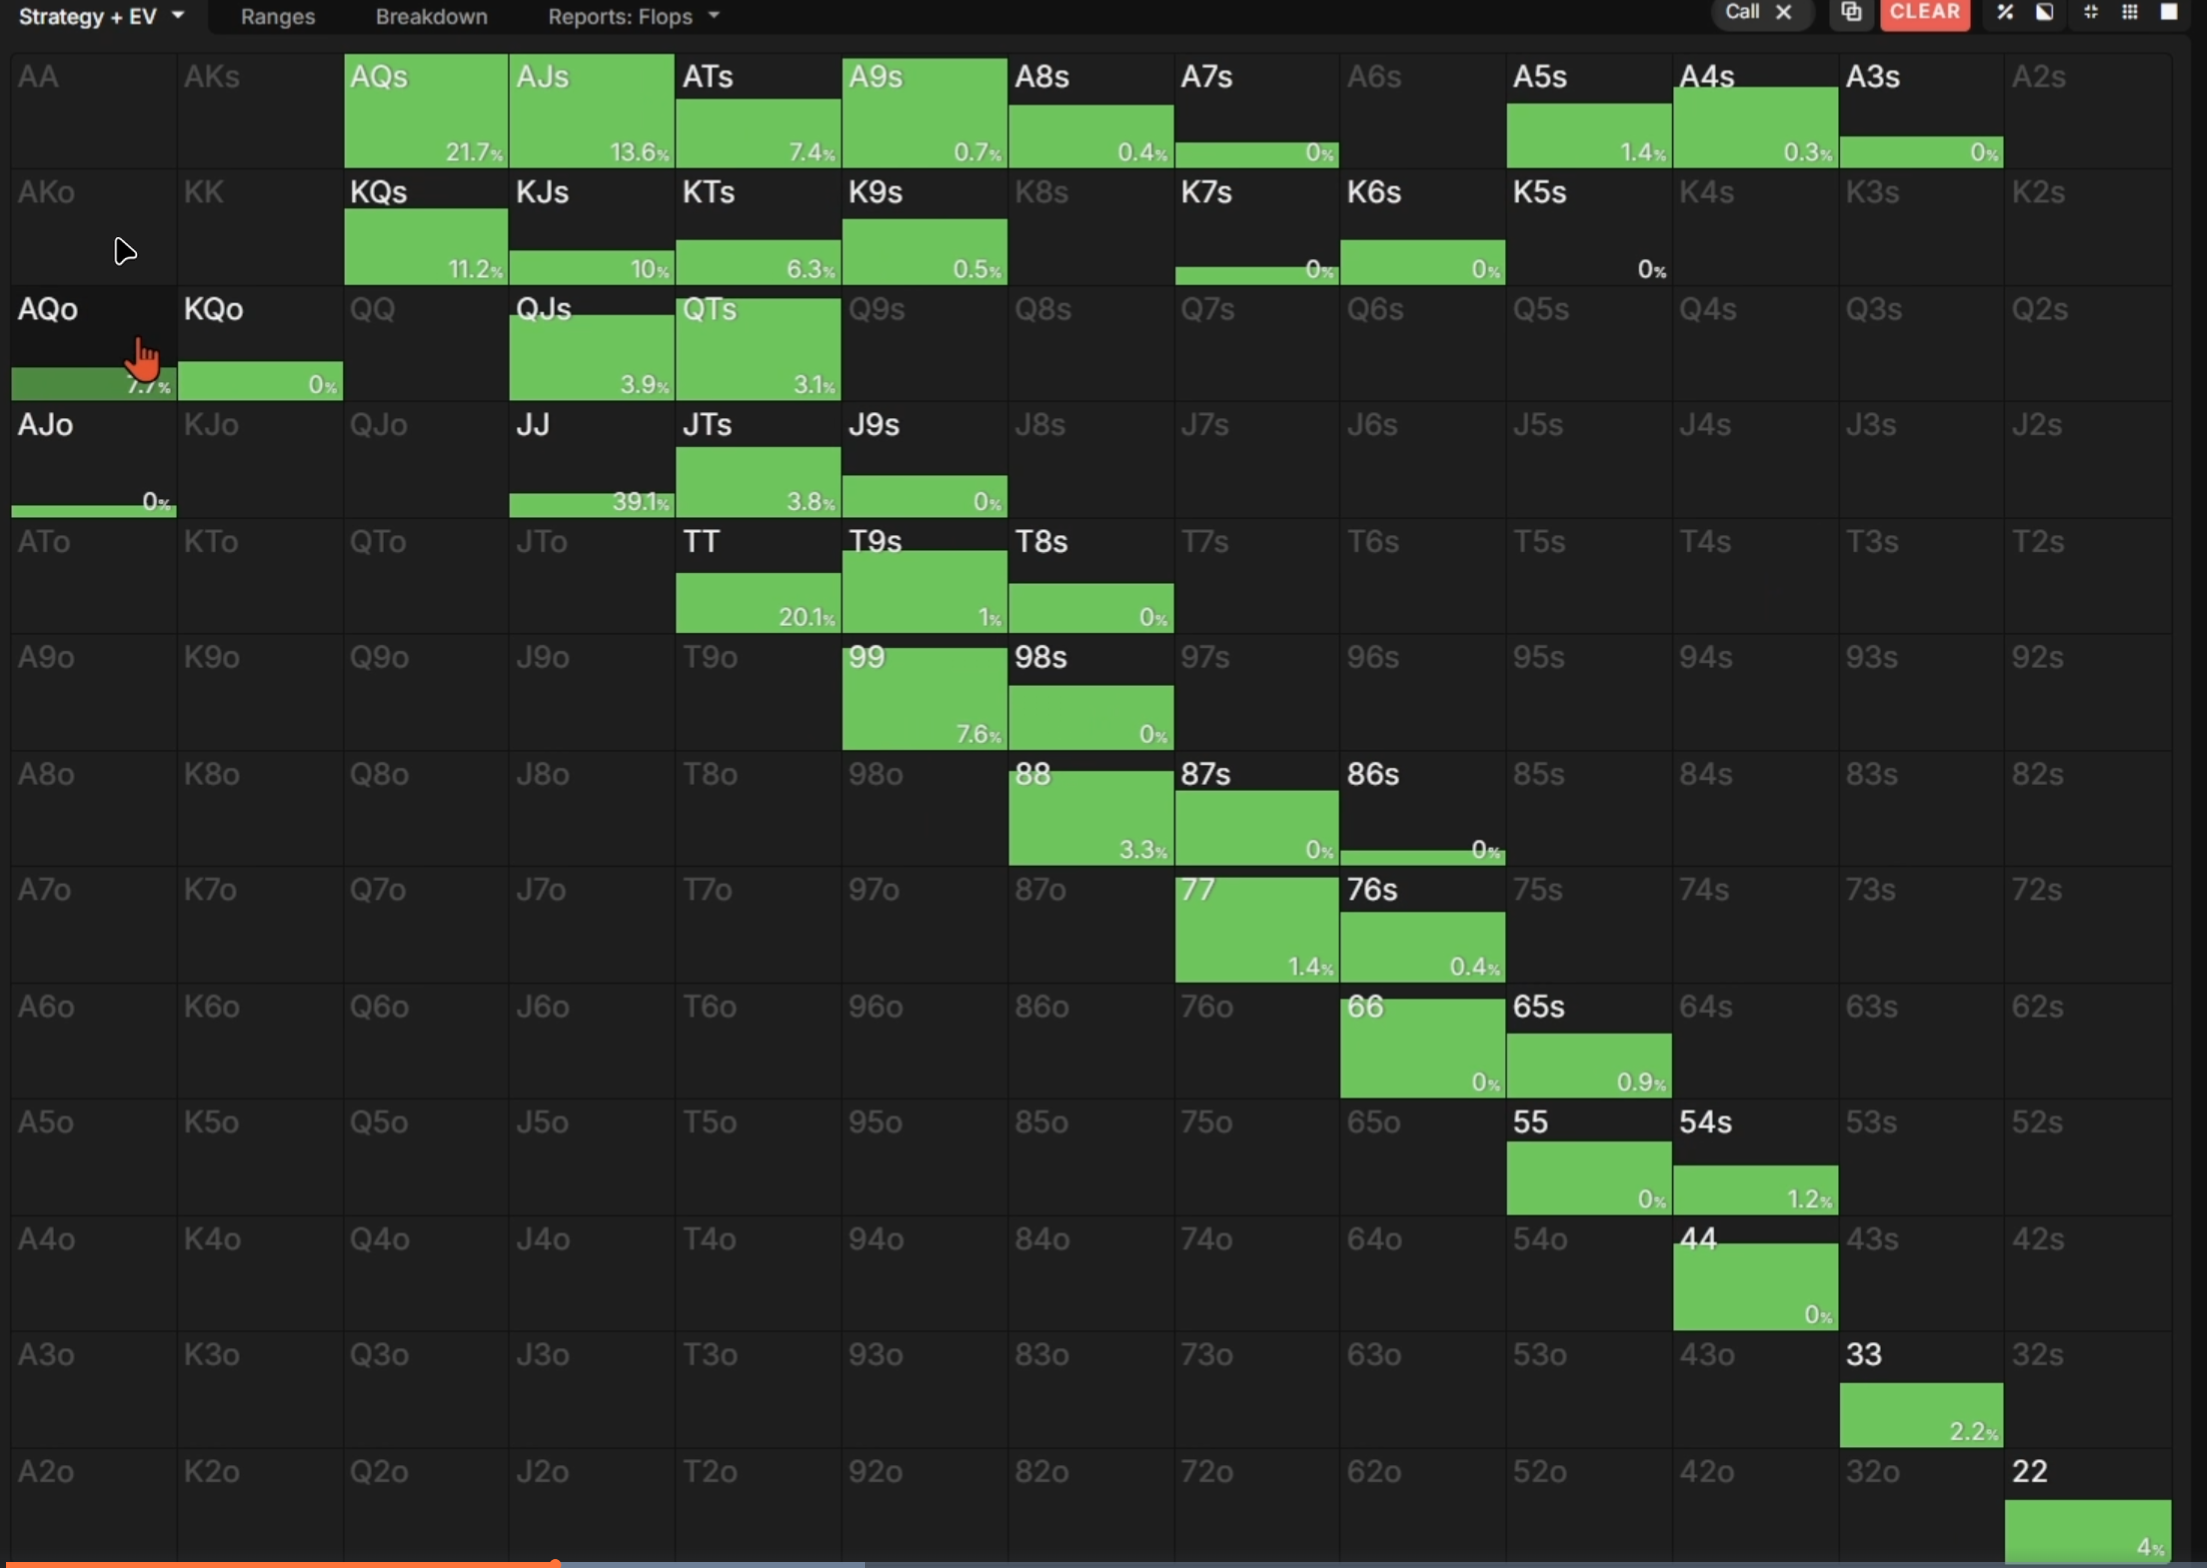 Strategy + EV Ranges Breakdown Reports: Flops Call CLEAR %
AA AKs AQs AJs ATs A9s A8s A7s A6s A5s A4s A3s A2s
21.7% 13.6% 7.4% 0.7% 0.4% 0% 1.4% 0.3% 0%
AKo KK KQs KJs KTs K9s K8s K7s K6s K5s K4s K3s K2s
11.2% 10% 6.3% 0.5% 0% 0% 0%
AQo KQo QQ QJs QTs Q9s Q8s Q7s Q6s Q5s Q4s Q3s Q2s
7.7% 0% 3.9% 3.1%
AJo KJo QJo JJ JTs J9s J8s J7s J6s J5s J4s J3s J2s
0% 39.1% 3.8% 0%
ATo KTo QTo JTo TT T9s T8s T7s T6s T5s T4s T3s T2s
20.1% 1% 0%
A9o K9o Q9o J9o T9o 99 98s 97s 96s 95s 94s 93s 92s
7.6% 0%
A8o K8o Q8o J8o T8o 98o 88 87s 86s 85s 84s 83s 82s
3.3% 0% 0%
A7o K7o Q7o J7o T7o 97o 87o 77 76s 75s 74s 73s 72s
1.4% 0.4%
A6o K6o Q6o J6o T6o 96o 86o 76o 66 65s 64s 63s 62s
0% 0.9%
A5o K5o Q5o J5o T5o 95o 85o 75o 65o 55 54s 53s 52s
0% 1.2%
A4o K4o Q4o J4o T4o 94o 84o 74o 64o 54o 44 43s 42s
0%
A3o K3o Q3o J3o T3o 93o 83o 73o 63o 53o 43o 33 32s
2.2%
A2o K2o Q2o J2o T2o 92o 82o 72o 62o 52o 42o 32o 22
4%